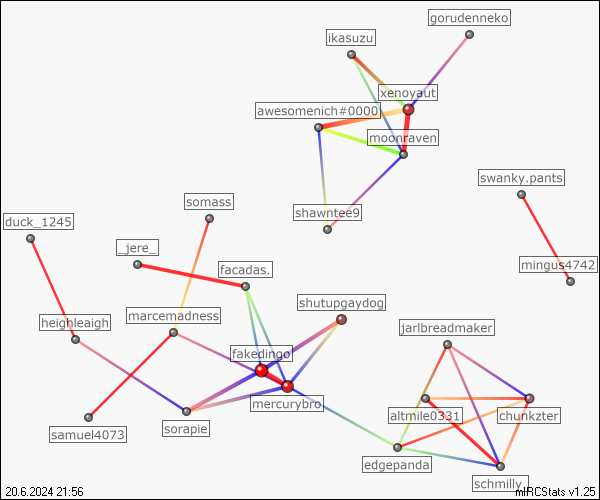 gorudenneko
ikasuzu
xenoyaut
awesomenich#0000
moonraven
swanky.pants
somass
shawntee9
duck_1245
_jere_
facadas.
mingus4742
shutupgaydog
heighleaigh
marcemadness
jarlbreadmaker
fakedingo
mercurybro
altmile0331
chunkzter
samuel4073
sorapie
edgepanda
schmilly_
20.6.2024 21:56
mIRCStats v1.25